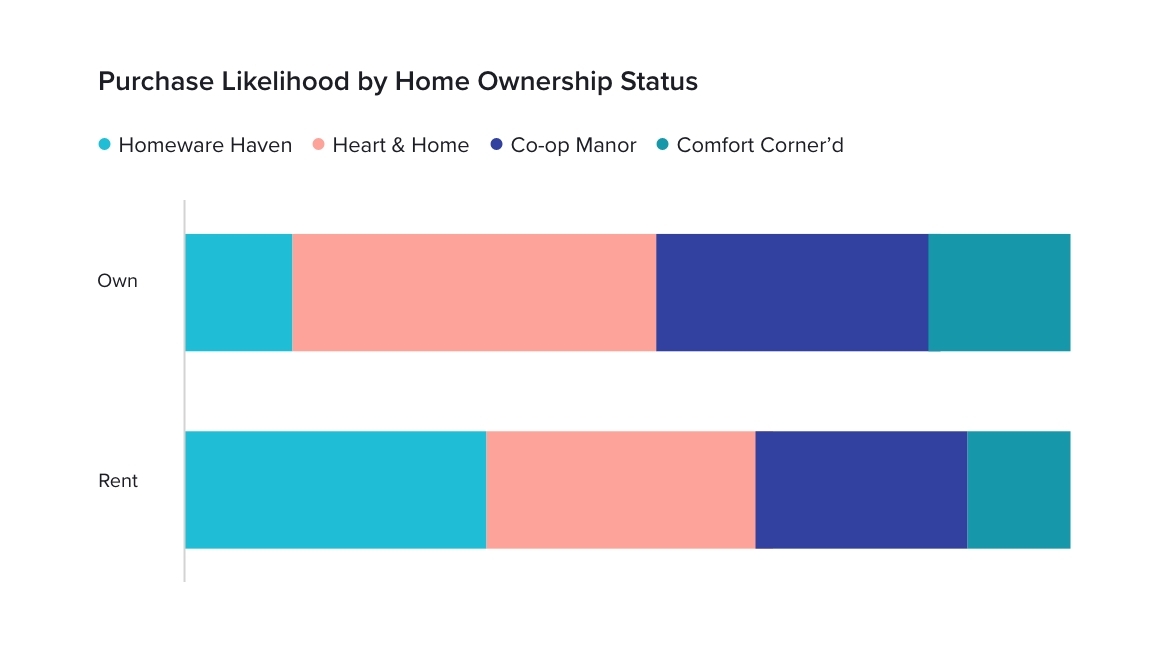 Purchase Likelihood by Home Ownership Status
Homeware Haven Heart & Home Co-op Manor Comfort Corner’d
Own
Rent